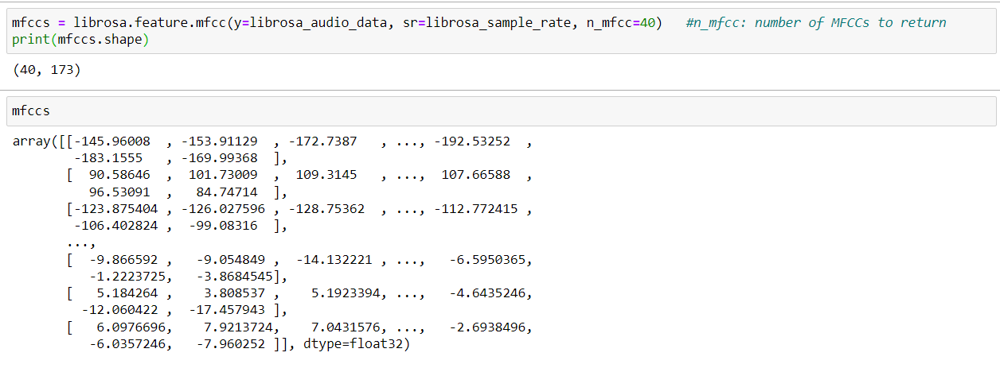 mfccs = librosa.feature.mfcc(y=librosa_audio_data, sr=librosa_sample_rate, n_mfcc=40)   #n_mfcc: number of MFCCs to return
print(mfccs.shape)
(40, 173)
mfccs
array([[-145.96008  , -153.91129  , -172.7387   , ..., -192.53252  ,
        -183.1555   , -169.99368  ],
       [  90.58646  ,  101.73009  ,  109.3145   , ...,  107.66588  ,
          96.53091  ,   84.74714  ],
       [-123.875404 , -126.027596 , -128.75362  , ..., -112.772415 ,
        -106.402824 ,  -99.08316  ],
       ...,
       [  -9.866592 ,   -9.054849 ,  -14.132221 , ...,   -6.5950365,
          -1.2223725,   -3.8684545],
       [   5.184264 ,    3.808537 ,    5.1923394, ...,   -4.6435246,
         -12.060422 ,  -17.457943 ],
       [   6.0976696,    7.9213724,    7.0431576, ...,   -2.6938496,
          -6.0357246,   -7.960252 ]], dtype=float32)